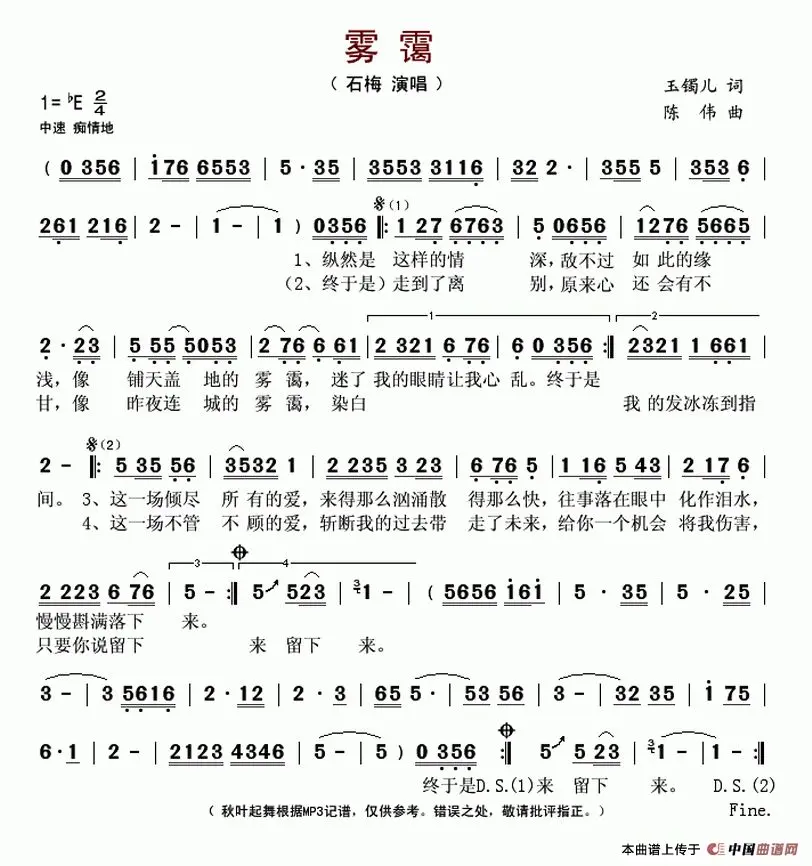 雾霭
（石梅 演唱）
1=♭E 2/4
玉镯儿 词
中速 痴情地
陈 伟 曲
（0 356 | i76 6553 | 5·35 | 3553 3116 | 32 2· | 355 5 | 353 6 |
261 216 | 2 - | 1 - | 1 ）0356 𝄋(1) ‖: 1 27 6763 | 5 0656 | 1276 5665 |
1、纵然是 这样的情 深，敌不过 如 此的缘
（2、终于是）走到了离 别，原来心 还 会有不
1 2
2·23 | 5 55 5053 | 2 76 6 61 | 2 321 6 76 | 6 0 356 :‖ 2321 1 661 |
浅，像 铺天盖 地的 雾 霭，迷了 我的眼睛让我心 乱。终于是
甘，像 昨夜连 城的 雾 霭，染白 我 的发冰冻到指
𝄋(2)
2 - ‖: 5 35 56 | 3532 1 | 2 235 3 23 | 6 76 5 | 1 16 5 43 | 2 17 6 |
间。3、这一场倾尽 所 有的爱，来得那么汹涌散 得那么快，往事落在眼中 化作泪水，
4、这一场不管 不 顾的爱，斩断我的过去带 走了未来，给你一个机会 将我伤害，
3 4
2 223 6 76 | 5 - :‖ 5 523 | 3i1 - | （5656 i6i | 5·35 | 5·25 |
慢慢斟满落下 来。
只要你说留下 来 留下 来。
3 - | 3 5616 | 2·12 | 2·3 | 65 5· | 53 56 | 3 - | 32 35 | i 75 |
6·1 | 2 - | 2123 4346 | 5 - | 5 ）| 0 356 :‖ 5 5 23 | 1 - | 1 - ‖
终于是D.S.(1)来 留下 来。 D.S.(2)
（ 秋叶起舞根据MP3记谱，仅供参考。错误之处，敬请批评指正。） Fine.
本曲谱上传于 中国曲谱网